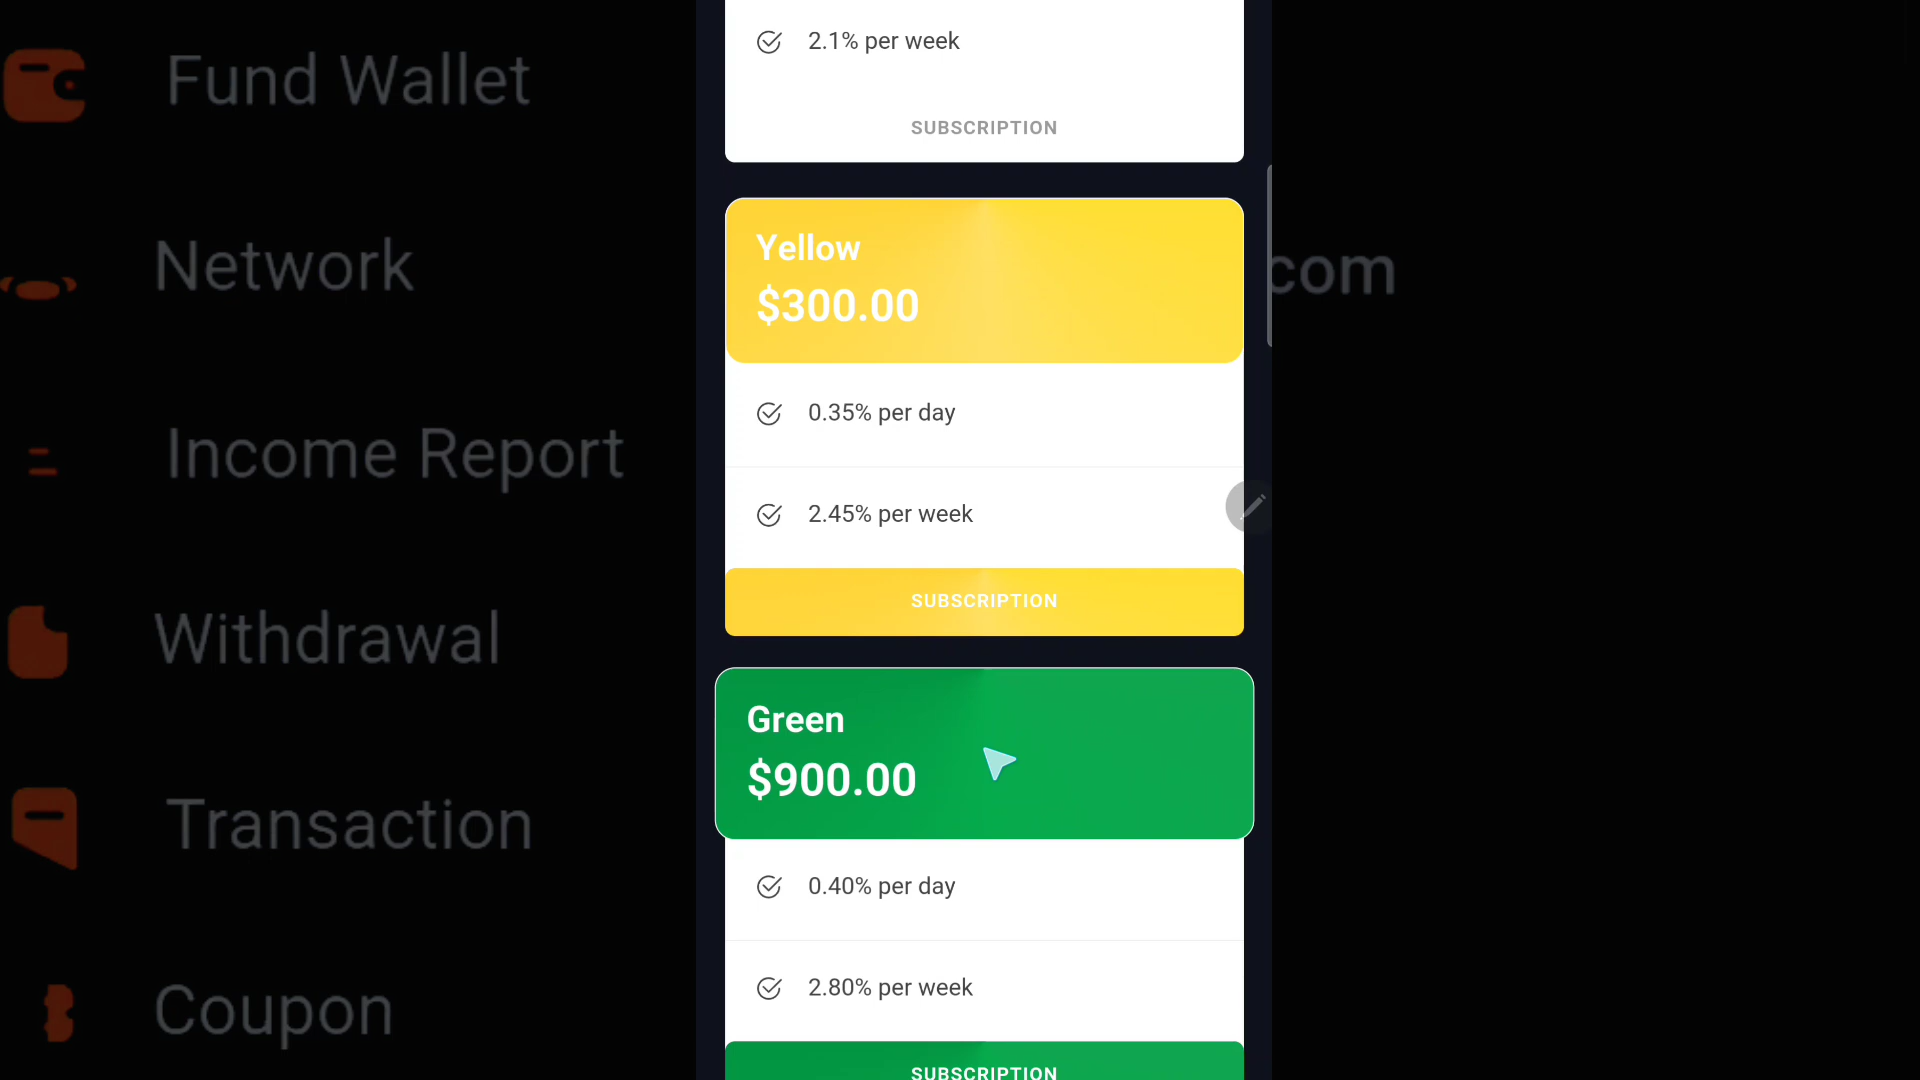 Fund Wallet
Network
Income Report
Withdrawal
Transaction
Coupon
2.1% per week
SUBSCRIPTION
Yellow
$300.00
0.35% per day
2.45% per week
SUBSCRIPTION
Green
$900.00
0.40% per day
2.80% per week
SUBSCRIPTION
com